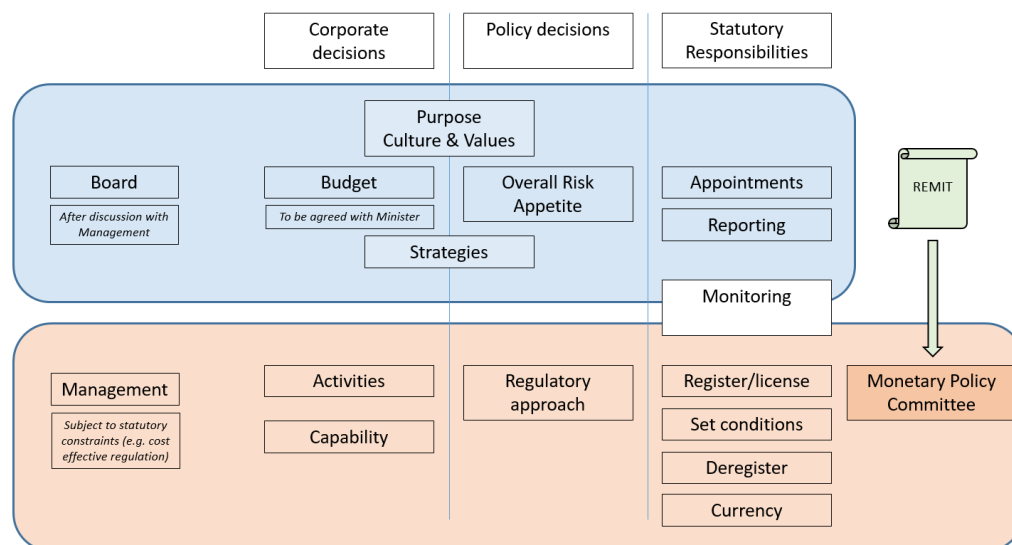 Corporate
decisions
Policy decisions
Statutory
Responsibilities
Purpose
Culture & Values
Board
Budget
Overall Risk
Appetite
Appointments
After discussion with
Management
To be agreed with Minister
Reporting
Strategies
REMIT
Monitoring
Management
Activities
Regulatory
approach
Register/license
Monetary Policy
Committee
Subject to statutory
constraints (e.g. cost
effective regulation)
Capability
Set conditions
Deregister
Currency